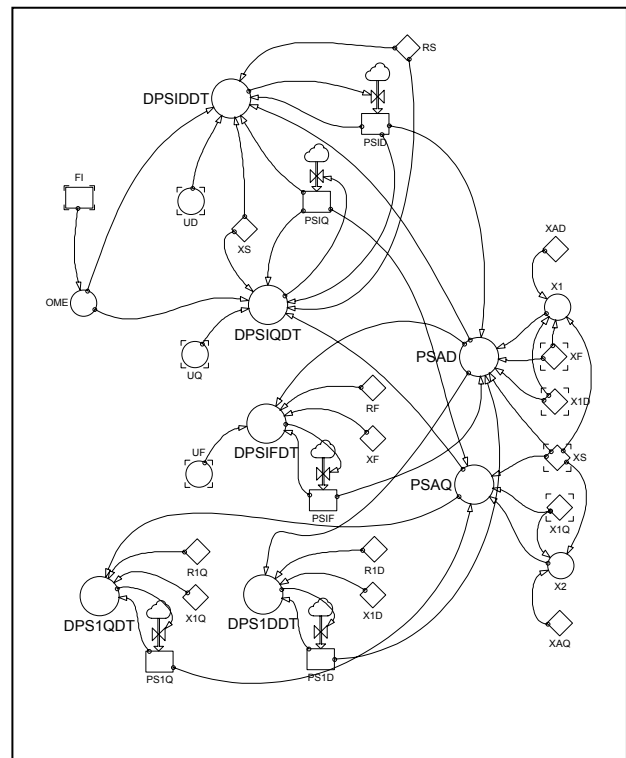 RS
DPSIDDT
PSID
FI
UD
PSIQ
XS
XAD
OME
X1
DPSIQDT
UQ
PSAD
XF
X1D
RF
DPSIFDT
XF
UF
XS
PSAQ
PSIF
X1Q
R1Q
R1D
X2
DPS1QDT
X1Q
DPS1DDT
X1D
XAQ
PS1Q
PS1D